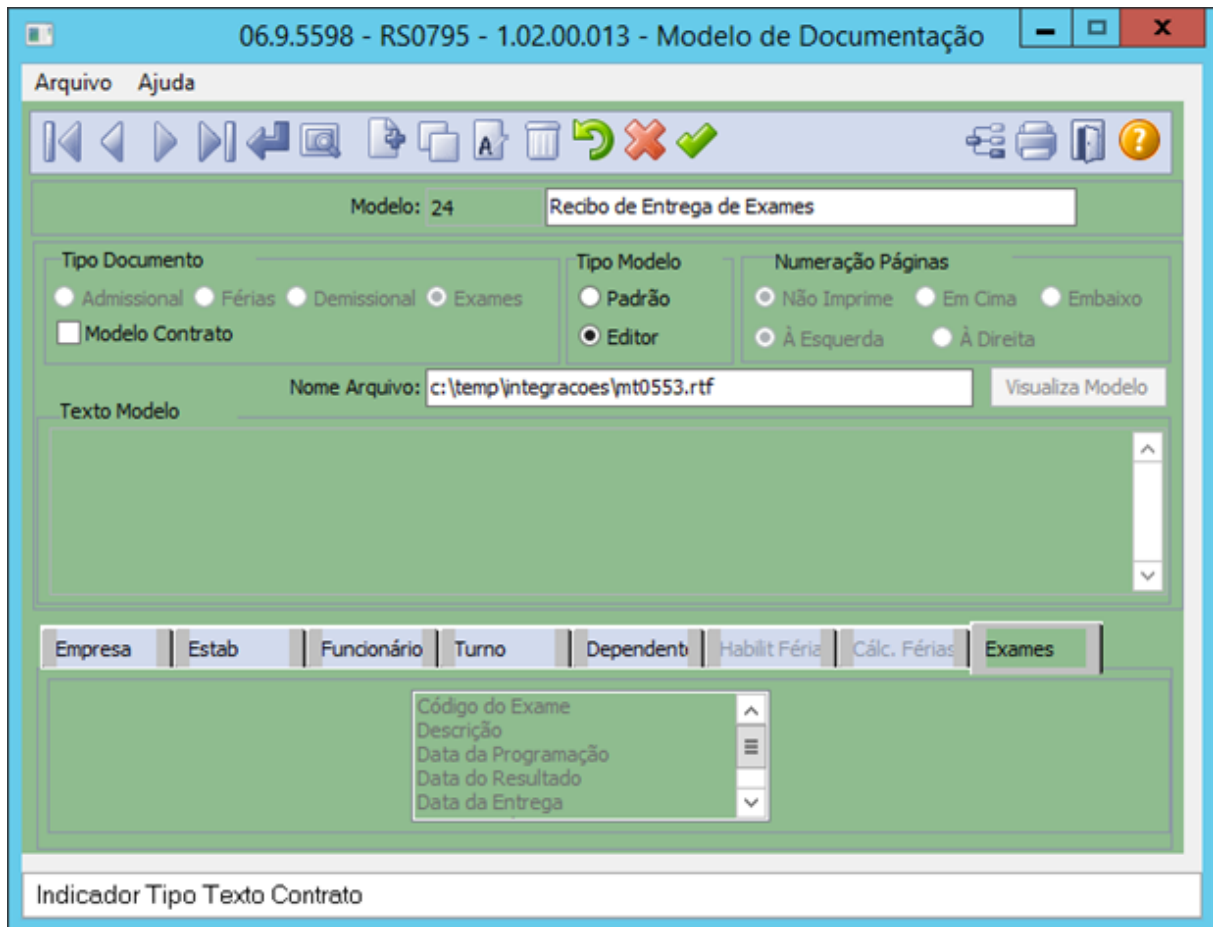 06.9.5598 - RS0795 - 1.02.00.013 - Modelo de Documentação
Arquivo Ajuda
Modelo: 24 Recibo de Entrega de Exames
Tipo Documento Tipo Modelo Numeração Páginas
Admissional Férias Demissional Exames Padrão Não Imprime Em Cima Embaixo
Modelo Contrato Editor À Esquerda À Direita
Nome Arquivo: c:\temp\integracoes\mt0553.rtf Visualiza Modelo
Texto Modelo
Empresa Estab Funcionário Turno Dependent Habilit Féria Cálc. Férias Exames
Código do Exame
Descrição
Data da Programação
Data do Resultado
Data da Entrega
Indicador Tipo Texto Contrato